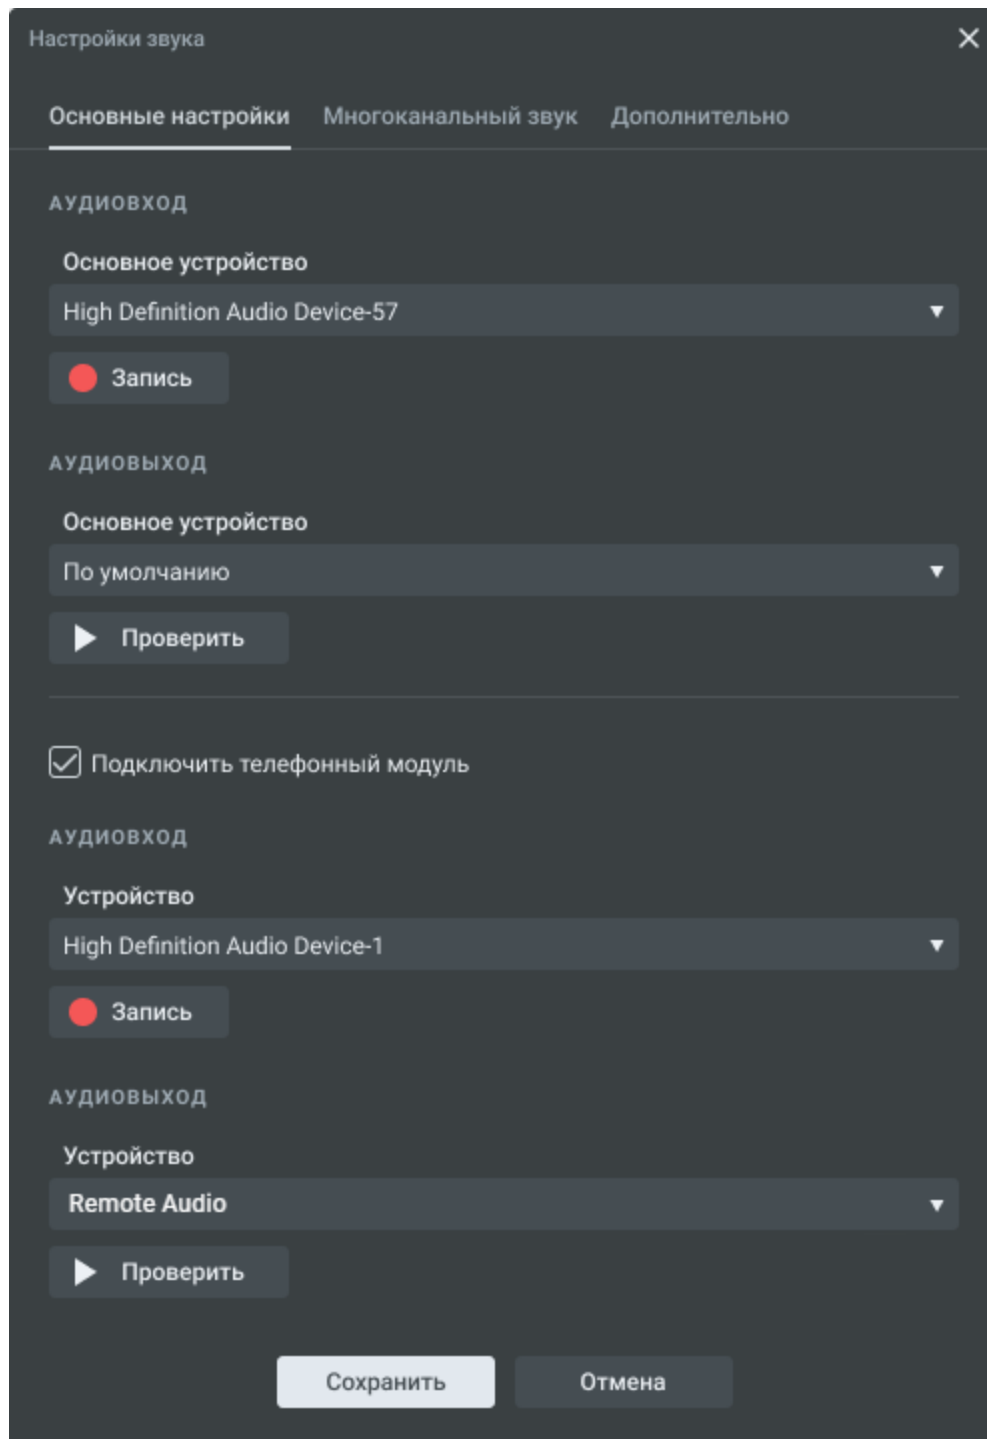 Настройки звука
Основные настройки Многоканальный звук Дополнительно
АУДИОВХОД
Основное устройство
High Definition Audio Device-57
Запись
АУДИОВЫХОД
Основное устройство
По умолчанию
Проверить
Подключить телефонный модуль
АУДИОВХОД
Устройство
High Definition Audio Device-1
Запись
АУДИОВЫХОД
Устройство
Remote Audio
Проверить
Сохранить Отмена